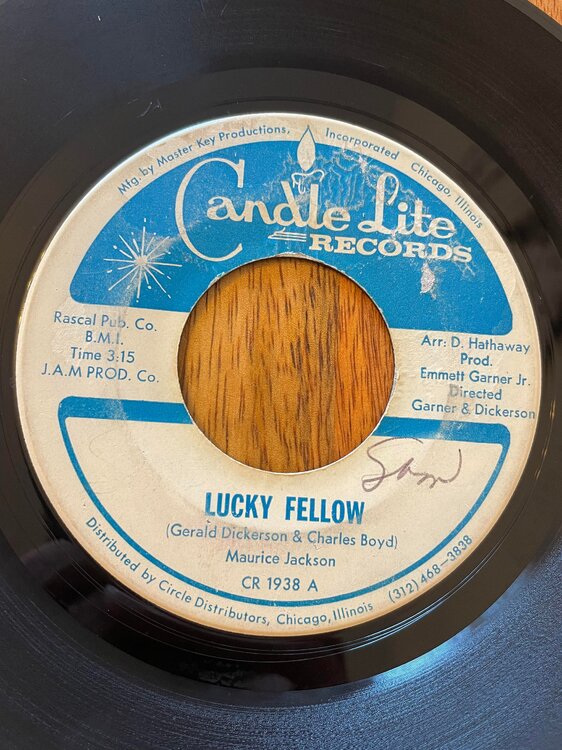 Mfg. by Master Key Productions, Incorporated Chicago, Illinois
Candle Lite
RECORDS
Rascal Pub. Co.
B.M.I.
Time 3:15
J.A.M PROD. Co.
Arr: D. Hathaway
Prod.
Emmett Garner Jr.
Directed
Garner & Dickerson
LUCKY FELLOW
(Gerald Dickerson & Charles Boyd)
Maurice Jackson
CR 1938 A
Distributed by Circle Distributors, Chicago, Illinois (312) 468-3838